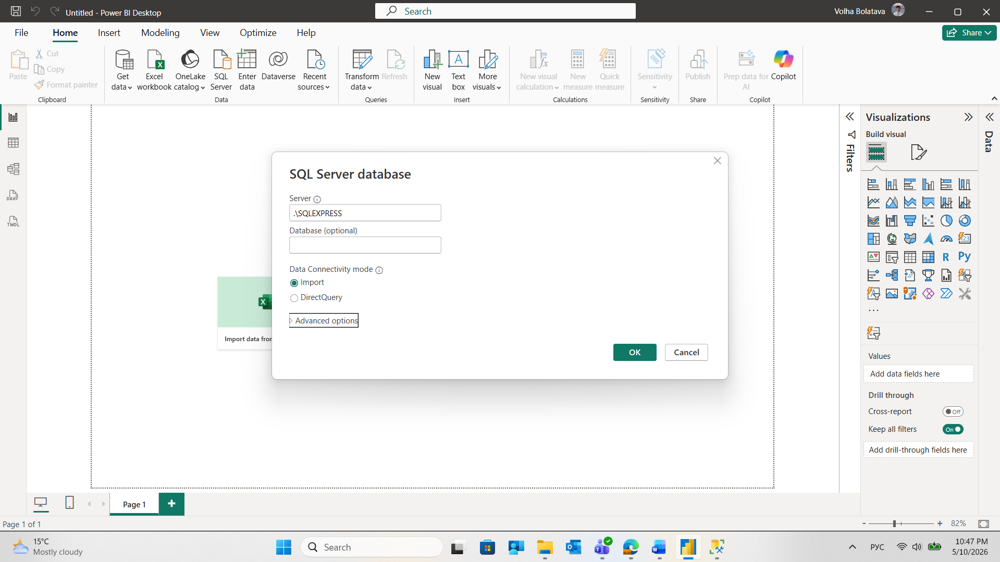 Untitled - Power BI Desktop
Search
Volha Bolatava
File
Home
Insert
Modeling
View
Optimize
Help
Share
Paste
Cut
Copy
Format painter
Clipboard
Get data
Excel workbook
OneLake catalog
SQL Server
Enter data
Dataverse
Recent sources
Data
Transform data
Refresh
Queries
New visual
Text box
More visuals
Insert
New visual calculation
New measure
Quick measure
Calculations
Sensitivity
Sensitivity
Publish
Share
Prep data for AI
Copilot
Copilot
DAX
TMDL
Import data from
SQL Server database
Server
.\SQLEXPRESS
Database (optional)
Data Connectivity mode
Import
DirectQuery
Advanced options
OK
Cancel
Filters
Visualizations
Build visual
123
R
Py
...
Values
Add data fields here
Drill through
Cross-report
Off
Keep all filters
On
Add drill-through fields here
Data
Page 1
Page 1 of 1
- + 82%
15°C
Mostly cloudy
Search
РУС
10:47 PM
5/10/2026